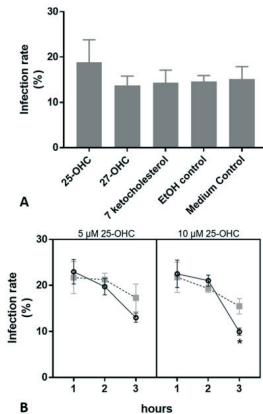 Infection rate
(%)
30
20
10
0
25-OHC
27-OHC
7 ketocholesterol
EtOH control
Medium Control
A
5 µM 25-OHC
10 µM 25-OHC
Infection rate
(%)
30
20
10
0
*
1 2 3
1 2 3
B
hours